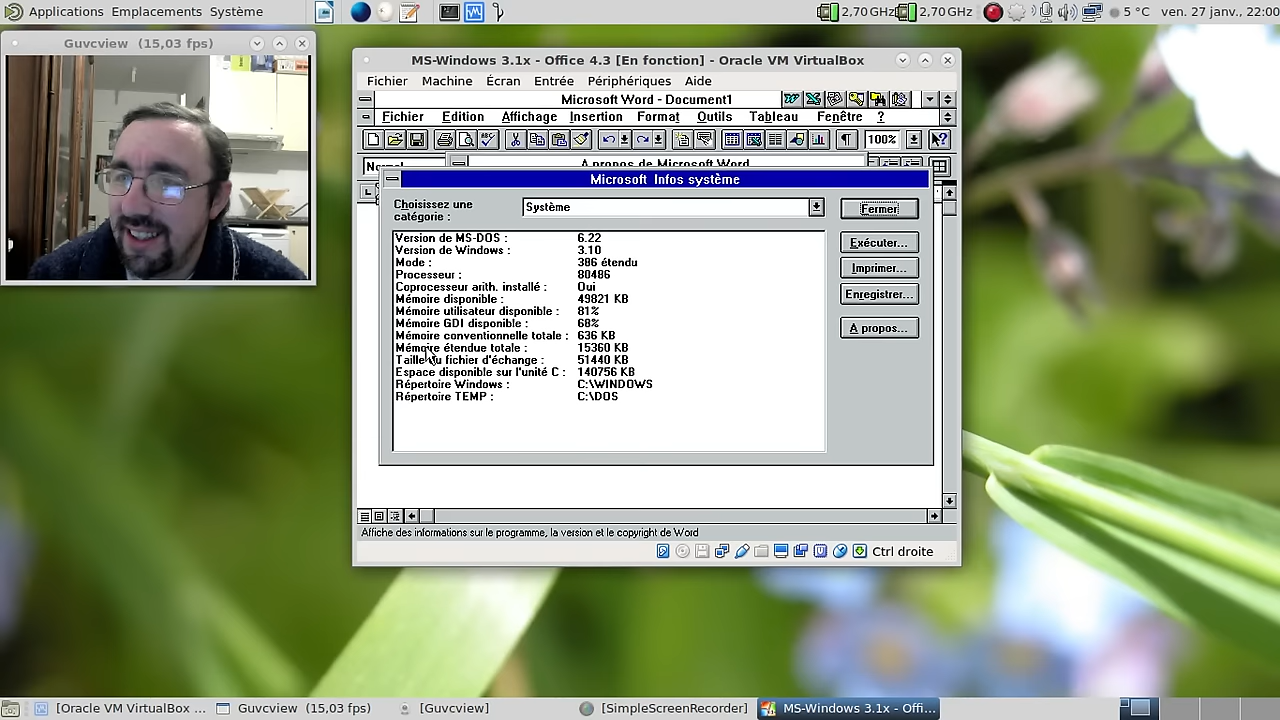 Applications Emplacements Système
2,70 GHz 2,70 GHz 5 °C ven. 27 janv., 22:00
Guvcview (15,03 fps)
MS-Windows 3.1x - Office 4.3 [En fonction] - Oracle VM VirtualBox
Fichier Machine Écran Entrée Périphériques Aide
Microsoft Word - Document1
Fichier Edition Affichage Insertion Format Outils Tableau Fenêtre ?
100%
Normal A propos de Microsoft Word
Microsoft Infos système
Choisissez une
catégorie :
Système
Fermer
Version de MS-DOS : 6.22
Version de Windows : 3.10
Mode : 386 étendu
Processeur : 80486
Coprocesseur arith. installé : Oui
Mémoire disponible : 49821 KB
Mémoire utilisateur disponible : 81%
Mémoire GDI disponible : 68%
Mémoire conventionnelle totale : 636 KB
Mémoire étendue totale : 15360 KB
Taille du fichier d'échange : 51440 KB
Espace disponible sur l'unité C : 140756 KB
Répertoire Windows : C:\WINDOWS
Répertoire TEMP : C:\DOS
Exécuter...
Imprimer...
Enregistrer...
A propos...
Affiche des informations sur le programme, la version et le copyright de Word
Ctrl droite
[Oracle VM VirtualBox ... Guvcview (15,03 fps) [Guvcview] [SimpleScreenRecorder] MS-Windows 3.1x - Offi...